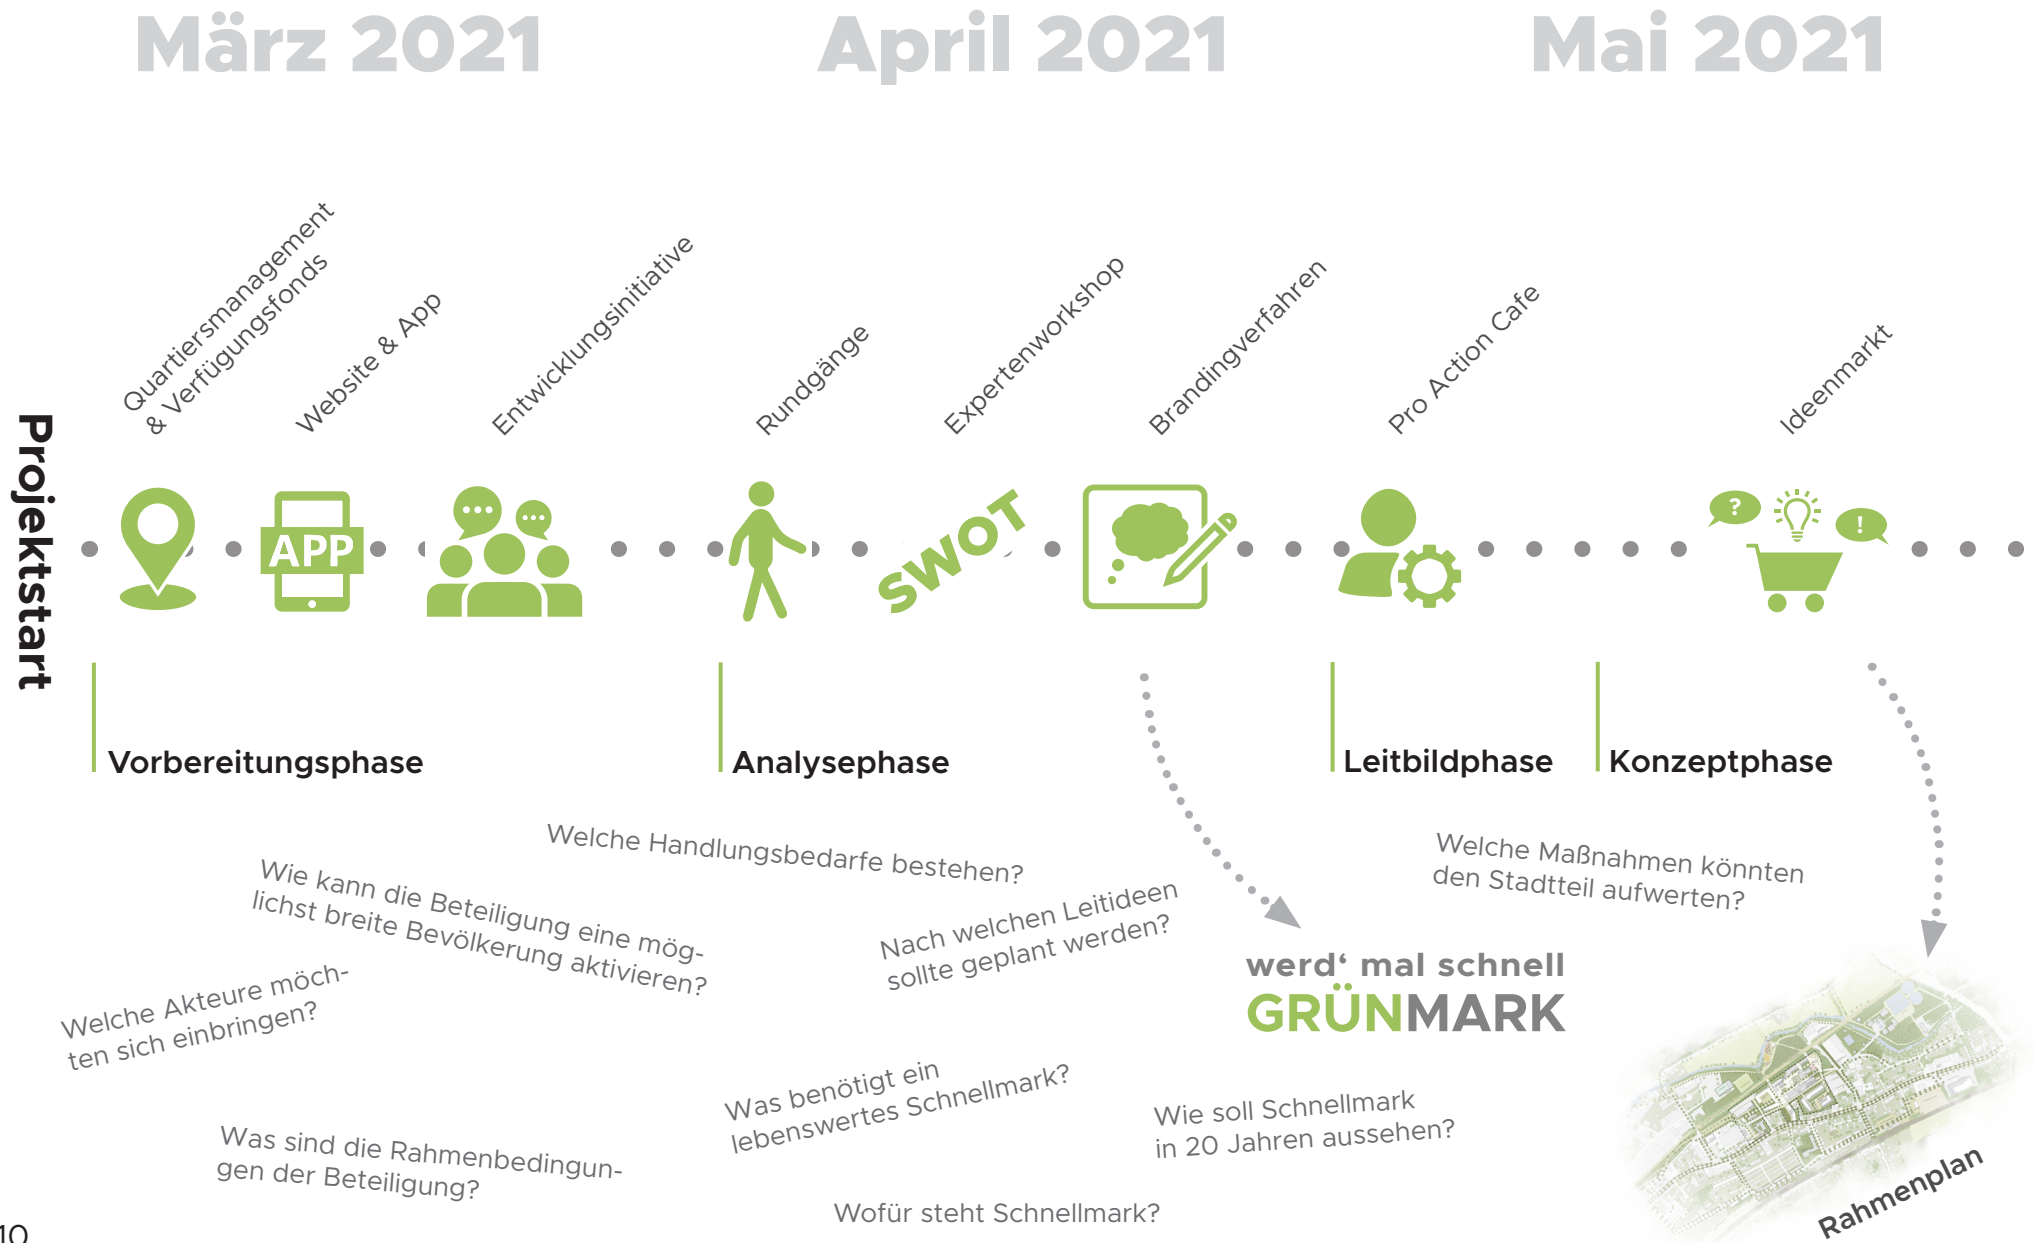 März 2021
April 2021
Mai 2021
Projektstart
Quartiersmanagement
& Verfügungsfonds
Website & App
Entwicklungsinitiative
Rundgänge
Expertenworkshop
Brandingverfahren
Pro Action Cafe
Ideenmarkt
APP
SWOT
?
!
Vorbereitungsphase
Analysephase
Leitbildphase
Konzeptphase
Welche Handlungsbedarfe bestehen?
Wie kann die Beteiligung eine mög-
lichst breite Bevölkerung aktivieren?
Nach welchen Leitideen
sollte geplant werden?
Welche Maßnahmen könnten
den Stadtteil aufwerten?
Welche Akteure möch-
ten sich einbringen?
werd‘ mal schnell
GRÜNMARK
Was benötigt ein
lebenswertes Schnellmark?
Wie soll Schnellmark
in 20 Jahren aussehen?
Was sind die Rahmenbedingun-
gen der Beteiligung?
Wofür steht Schnellmark?
Rahmenplan
10